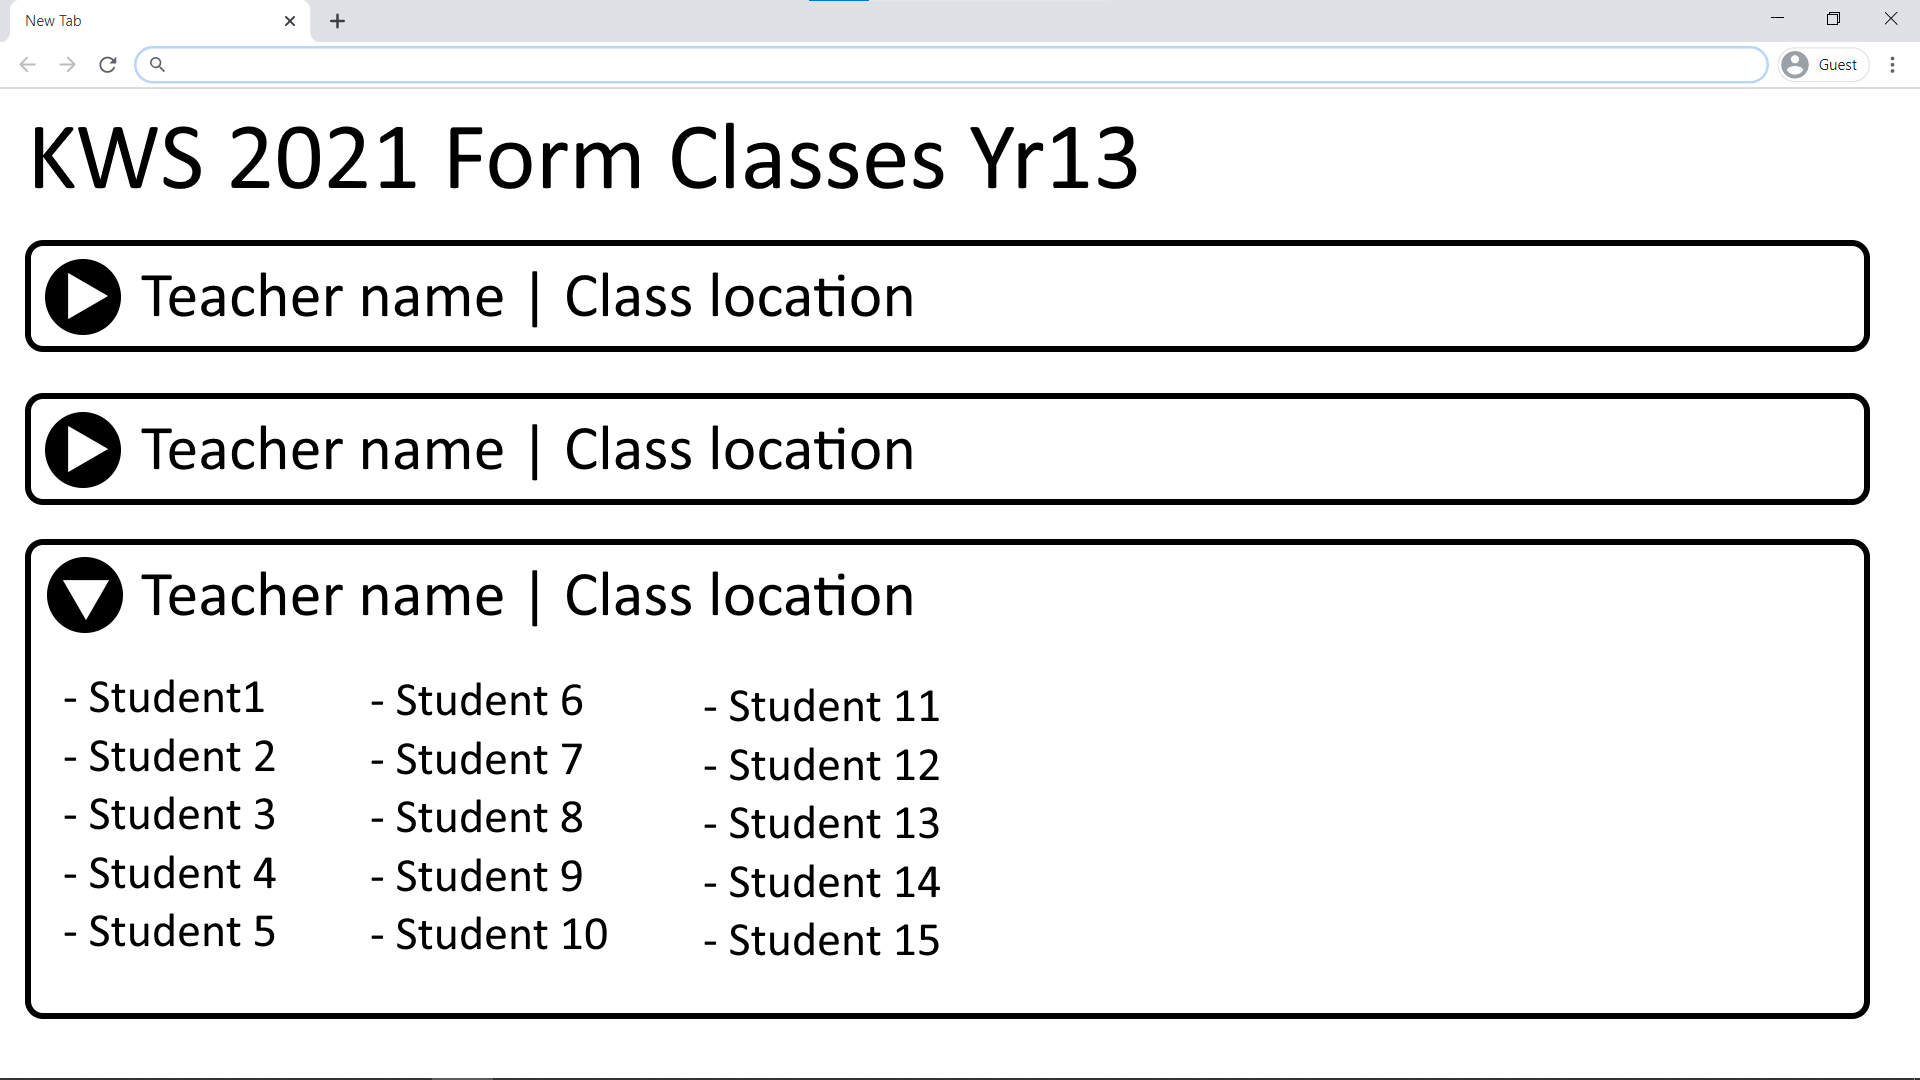 New Tab
Guest
KWS 2021 Form Classes Yr13
Teacher name | Class location
Teacher name | Class location
Teacher name | Class location
- Student1
- Student 2
- Student 3
- Student 4
- Student 5
- Student 6
- Student 7
- Student 8
- Student 9
- Student 10
- Student 11
- Student 12
- Student 13
- Student 14
- Student 15